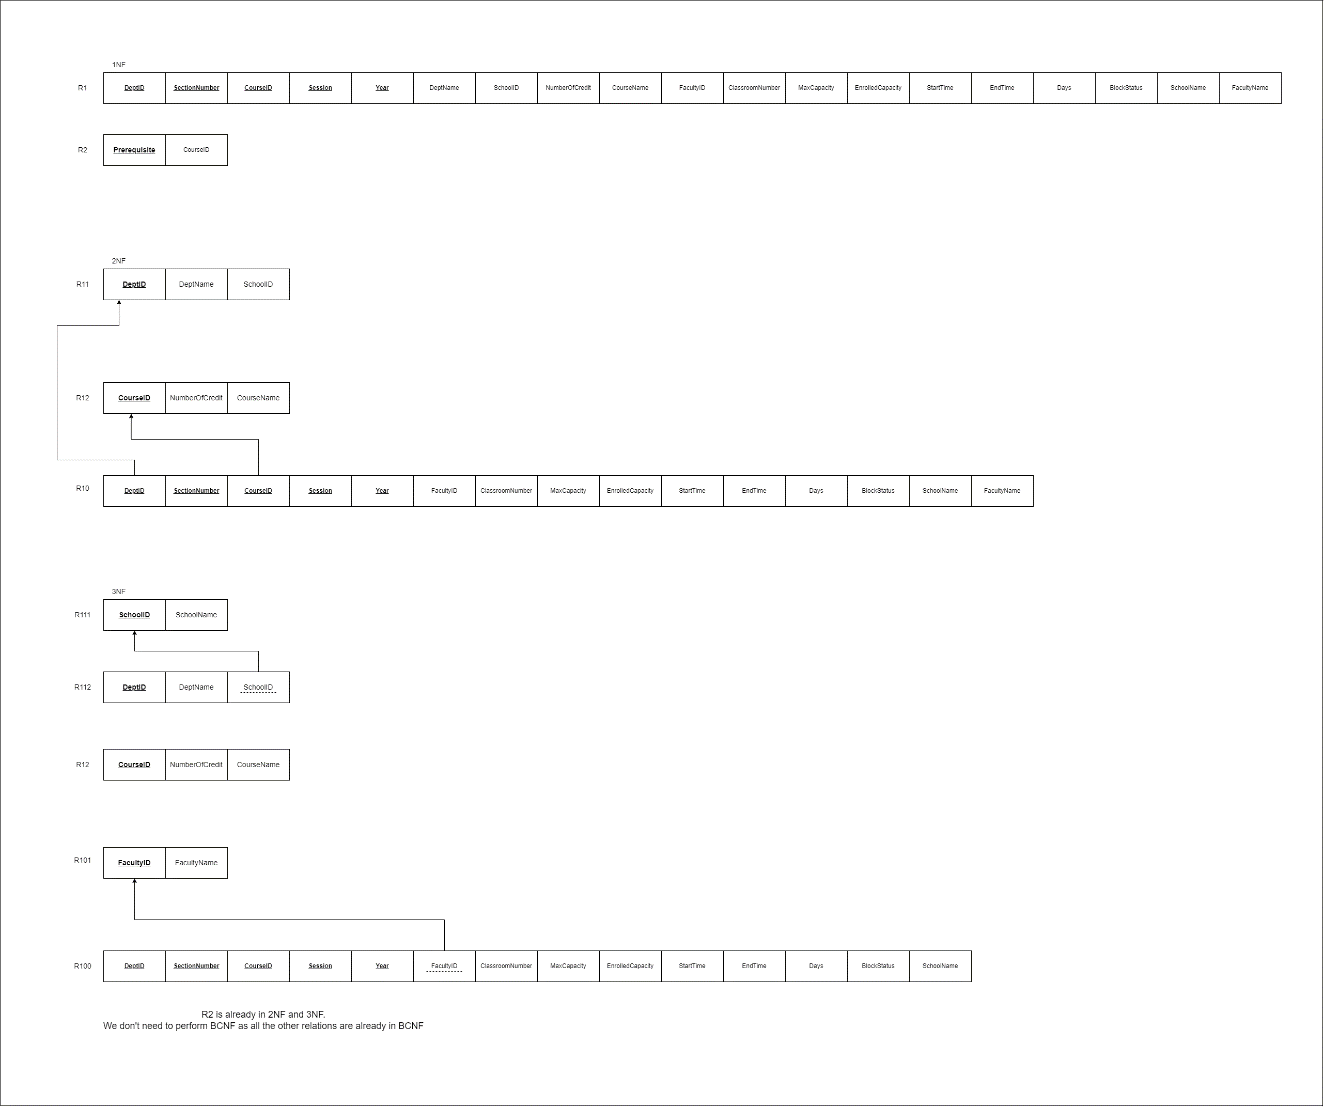 1NF
R1 DeptID SectionNumber CourseID Session Year DeptName SchoolID NumberOfCredit CourseName FacultyID ClassroomNumber MaxCapacity EnrolledCapacity StartTime EndTime Days BlockStatus SchoolName FacultyName
R2 Prerequisite CourseID
2NF
R11 DeptID DeptName SchoolID
R12 CourseID NumberOfCredit CourseName
R10 DeptID SectionNumber CourseID Session Year FacultyID ClassroomNumber MaxCapacity EnrolledCapacity StartTime EndTime Days BlockStatus SchoolName FacultyName
3NF
R111 SchoolID SchoolName
R112 DeptID DeptName SchoolID
R12 CourseID NumberOfCredit CourseName
R101 FacultyID FacultyName
R100 DeptID SectionNumber CourseID Session Year FacultyID ClassroomNumber MaxCapacity EnrolledCapacity StartTime EndTime Days BlockStatus SchoolName
R2 is already in 2NF and 3NF.
We don't need to perform BCNF as all the other relations are already in BCNF